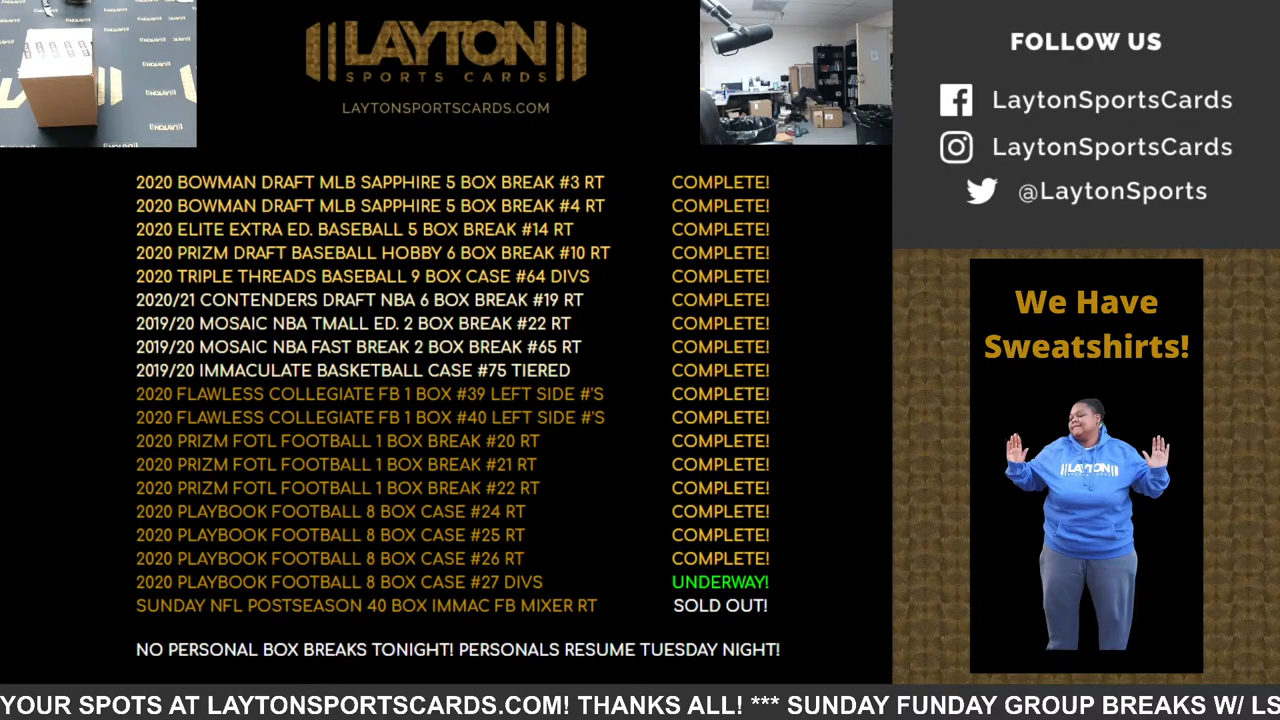 LAYTON
SPORTS CARDS
LAYTONSPORTSCARDS.COM
FOLLOW US
LaytonSportsCards
LaytonSportsCards
@LaytonSports
2020 BOWMAN DRAFT MLB SAPPHIRE 5 BOX BREAK #3 RT COMPLETE!
2020 BOWMAN DRAFT MLB SAPPHIRE 5 BOX BREAK #4 RT COMPLETE!
2020 ELITE EXTRA ED. BASEBALL 5 BOX BREAK #14 RT COMPLETE!
2020 PRIZM DRAFT BASEBALL HOBBY 6 BOX BREAK #10 RT COMPLETE!
2020 TRIPLE THREADS BASEBALL 9 BOX CASE #64 DIVS COMPLETE!
2020/21 CONTENDERS DRAFT NBA 6 BOX BREAK #19 RT COMPLETE!
2019/20 MOSAIC NBA TMALL ED. 2 BOX BREAK #22 RT COMPLETE!
2019/20 MOSAIC NBA FAST BREAK 2 BOX BREAK #65 RT COMPLETE!
2019/20 IMMACULATE BASKETBALL CASE #75 TIERED COMPLETE!
2020 FLAWLESS COLLEGIATE FB 1 BOX #39 LEFT SIDE #'S COMPLETE!
2020 FLAWLESS COLLEGIATE FB 1 BOX #40 LEFT SIDE #'S COMPLETE!
2020 PRIZM FOTL FOOTBALL 1 BOX BREAK #20 RT COMPLETE!
2020 PRIZM FOTL FOOTBALL 1 BOX BREAK #21 RT COMPLETE!
2020 PRIZM FOTL FOOTBALL 1 BOX BREAK #22 RT COMPLETE!
2020 PLAYBOOK FOOTBALL 8 BOX CASE #24 RT COMPLETE!
2020 PLAYBOOK FOOTBALL 8 BOX CASE #25 RT COMPLETE!
2020 PLAYBOOK FOOTBALL 8 BOX CASE #26 RT COMPLETE!
2020 PLAYBOOK FOOTBALL 8 BOX CASE #27 DIVS UNDERWAY!
SUNDAY NFL POSTSEASON 40 BOX IMMAC FB MIXER RT SOLD OUT!
NO PERSONAL BOX BREAKS TONIGHT! PERSONALS RESUME TUESDAY NIGHT!
We Have
Sweatshirts!
LAYTON
YOUR SPOTS AT LAYTONSPORTSCARDS.COM! THANKS ALL! *** SUNDAY FUNDAY GROUP BREAKS W/ LS